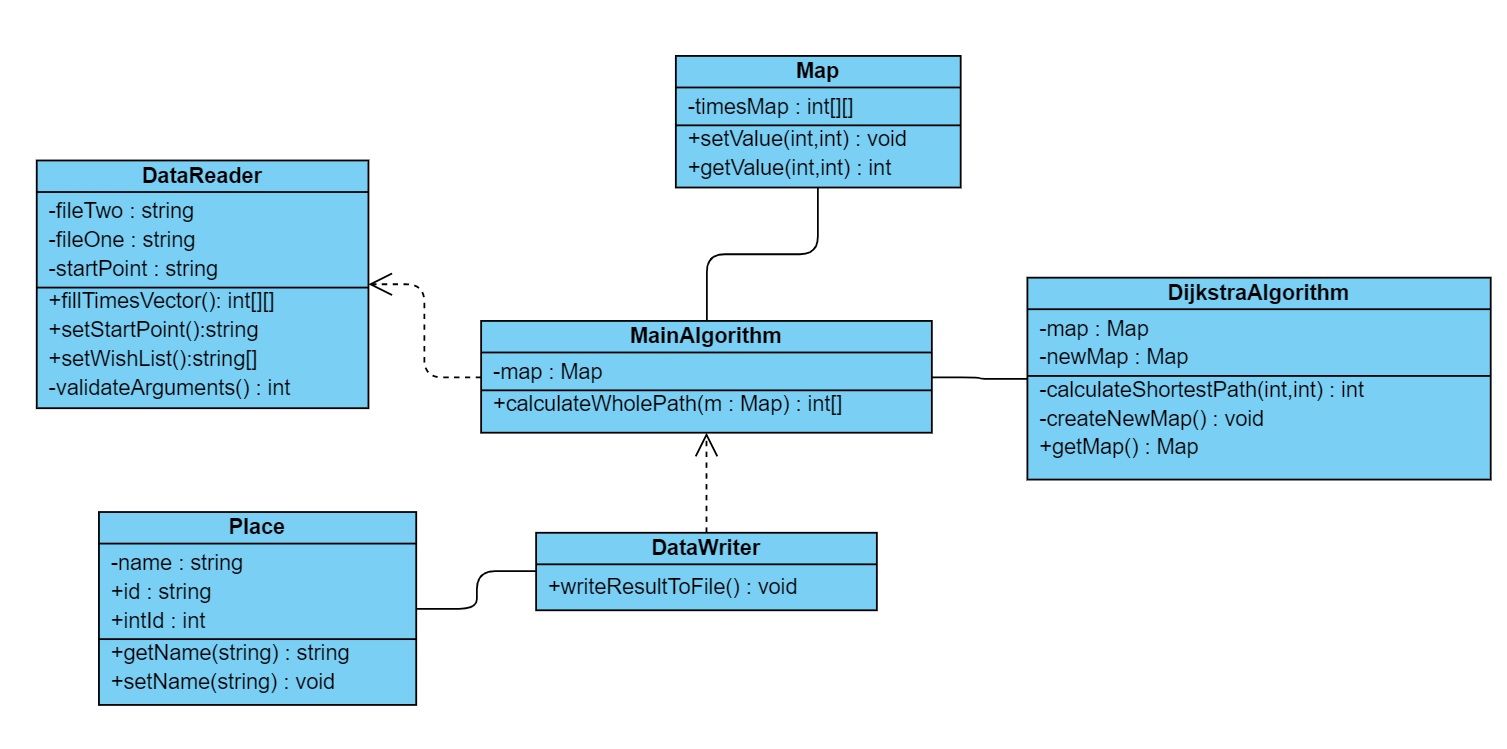 Map
-timesMap : int[][]
+setValue(int,int) : void
+getValue(int,int) : int
DataReader
-fileTwo : string
-fileOne : string
-startPoint : string
+fillTimesVector(): int[][]
+setStartPoint():string
+setWishList():string[]
-validateArguments() : int
MainAlgorithm
-map : Map
+calculateWholePath(m : Map) : int[]
DijkstraAlgorithm
-map : Map
-newMap : Map
-calculateShortestPath(int,int) : int
-createNewMap() : void
+getMap() : Map
Place
-name : string
+id : string
+intId : int
+getName(string) : string
+setName(string) : void
DataWriter
+writeResultToFile() : void